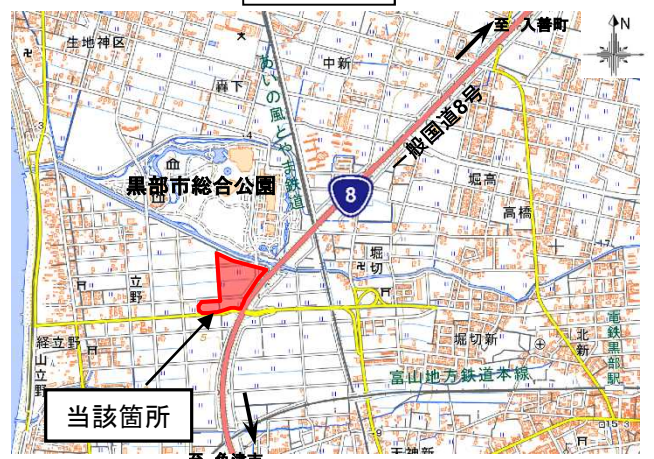 至 入善町
N
生地神区
中新
轟下
あいの風とやま鉄道
一般国道8号
黒部市総合公園
8
堀高
高橋
立野
堀切
経立野
経山立野
堀切新
北新
電鉄黒部駅
富山地方鉄道本線
当該箇所
天神新